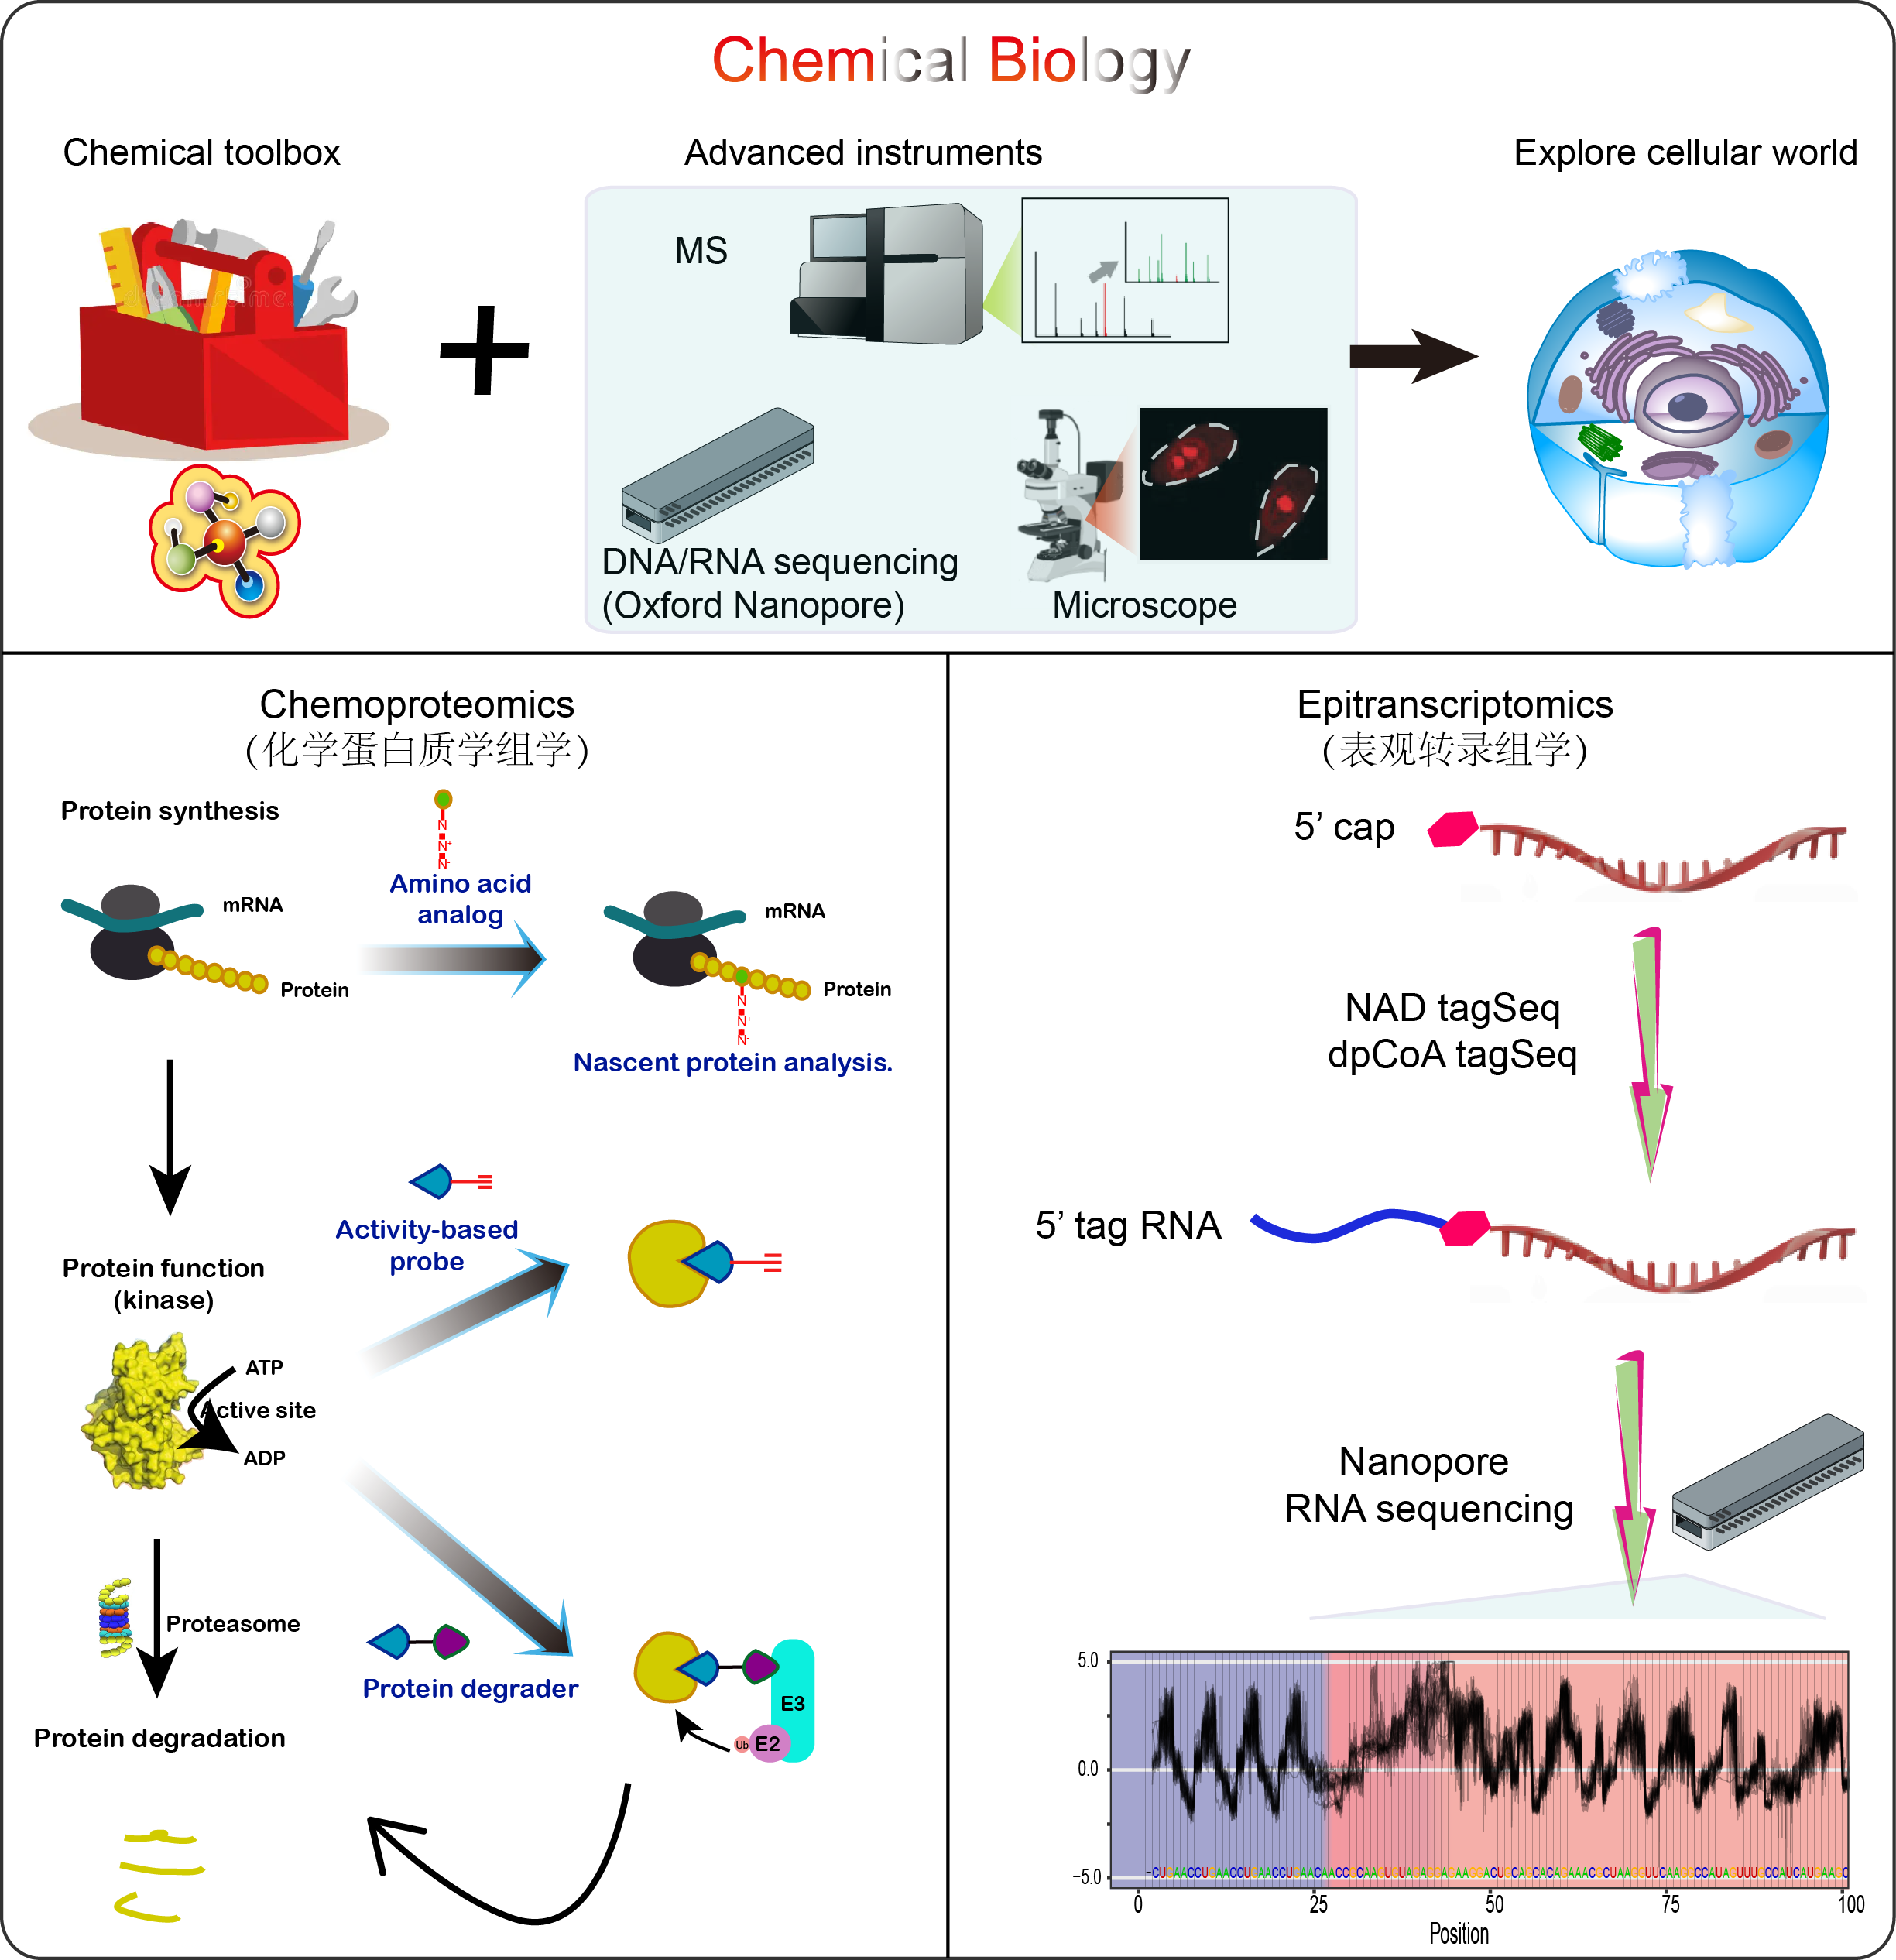 Chemical Biology
Chemical toolbox
Advanced instruments
Explore cellular world
MS
DNA/RNA sequencing
(Oxford Nanopore)
Microscope
Chemoproteomics
(化学蛋白质学组学)
Protein synthesis
N
N+
N-
Amino acid
analog
mRNA
Protein
mRNA
Protein
N
N+
N-
Nascent protein analysis.
Activity-based
probe
Protein function
(kinase)
ATP
Active site
ADP
Proteasome
Protein degrader
Protein degradation
E3
Ub
E2
Epitranscriptomics
(表观转录组学)
5’ cap
NAD tagSeq
dpCoA tagSeq
5’ tag RNA
Nanopore
RNA sequencing
5.0
0.0
−5.0
0 25 50 75 100
Position